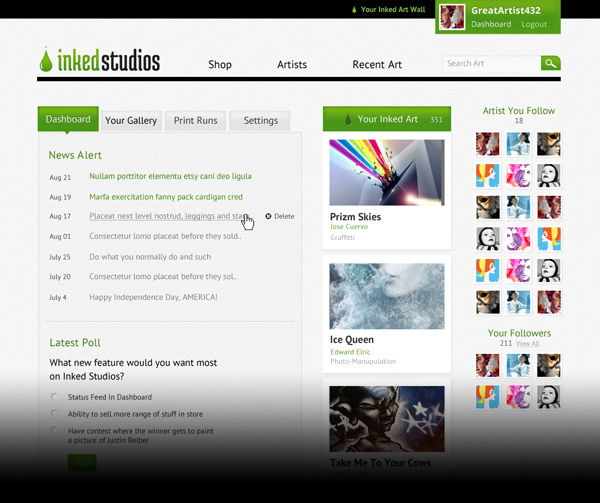 Your Inked Art Wall
GreatArtist432
Dashboard Logout
inkedstudios
Shop Artists Recent Art
Search Art
Dashboard Your Gallery Print Runs Settings
News Alert
Aug 21 Nullam porttitor elementu etsy cani deo ligula
Aug 19 Marfa exercitation fanny pack cardigan cred
Aug 17 Placeat next level nostrud, leggings and Delete
Aug 01 Consectetur lomo placeat before they sold..
July 25 Do what you normally do and such
July 20 Consectetur lomo placeat before they sold..
July 4 Happy Independence Day, AMERICA!
Latest Poll
What new feature would you want most
on Inked Studios?
Status Feed In Dashboard
Ability to sell more range of stuff in store
Have contest where the winner gets to paint
a picture of Justin Beiber
Your Inked Art 351
Prizm Skies
Jose Cuervo
Graffitti
Ice Queen
Edward Elric
Photo-Manupulation
Take Me To Your Cows
Artist You Follow
18
Your Followers
211 View All